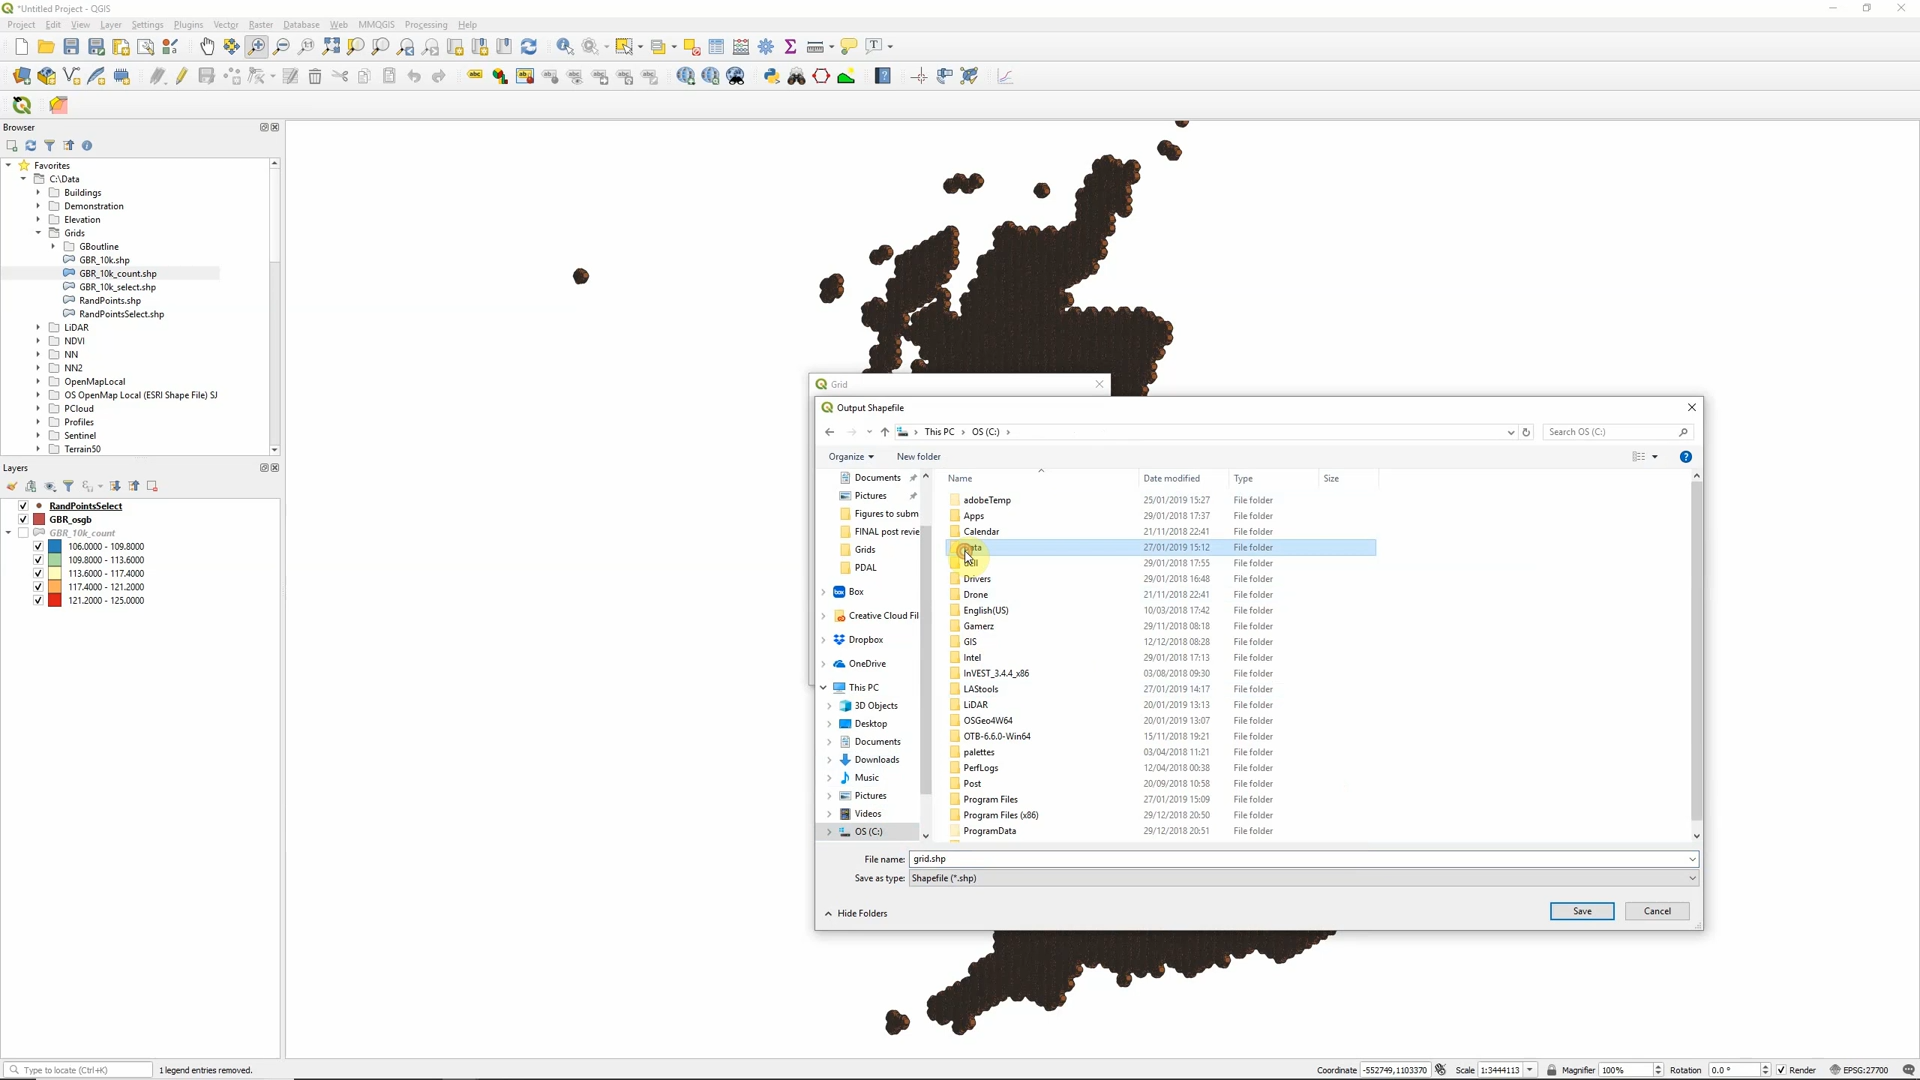 *Untitled Project - QGIS
Project Edit View Layer Settings Plugins Vector Raster Database Web MMQGIS Processing Help
Browser
Favorites
C:\Data
Buildings
Demonstration
Elevation
Grids
GBoutline
GBR_10k.shp
GBR_10k_count.shp
GBR_10k_select.shp
RandPoints.shp
RandPointsSelect.shp
LiDAR
NDVI
NN
NN2
OpenMapLocal
OS OpenMap Local (ESRI Shape File) SJ
PCloud
Profiles
Sentinel
Terrain50
Layers
RandPointsSelect
GBR_osgb
GBR_10k_count
106.0000 - 109.8000
109.8000 - 113.6000
113.6000 - 117.4000
117.4000 - 121.2000
121.2000 - 125.0000
Grid
Output Shapefile
This PC > OS (C:) >
Search OS (C:)
Organize
New folder
Documents
Pictures
Figures to subm
FINAL post revie
Grids
PDAL
Box
Creative Cloud Fil
Dropbox
OneDrive
This PC
3D Objects
Desktop
Documents
Downloads
Music
Pictures
Videos
OS (C:)
Name Date modified Type Size
adobeTemp 25/01/2019 15:27 File folder
Apps 29/01/2018 17:37 File folder
Calendar 21/11/2018 22:41 File folder
27/01/2019 15:12 File folder
29/01/2018 17:55 File folder
Drivers 29/01/2018 16:48 File folder
Drone 21/11/2018 22:41 File folder
English(US) 10/03/2018 17:42 File folder
Gamerz 29/11/2018 08:18 File folder
GIS 12/12/2018 08:28 File folder
Intel 29/01/2018 17:13 File folder
InVEST_3.4.4_x86 03/08/2018 09:30 File folder
LAStools 27/01/2019 14:17 File folder
LiDAR 20/01/2019 13:13 File folder
OSGeo4W64 20/01/2019 13:07 File folder
OTB-6.6.0-Win64 15/11/2018 19:21 File folder
palettes 03/04/2018 11:21 File folder
PerfLogs 12/04/2018 00:38 File folder
Post 20/09/2018 10:58 File folder
Program Files 27/01/2019 15:09 File folder
Program Files (x86) 29/12/2018 20:50 File folder
ProgramData 29/12/2018 20:51 File folder
File name: grid.shp
Save as type: Shapefile (*.shp)
Hide Folders
Save
Cancel
Type to locate (Ctrl+K)
1 legend entries removed.
Coordinate -552749,1103370 Scale 1:3444113 Magnifier 100% Rotation 0.0 ° Render EPSG:27700